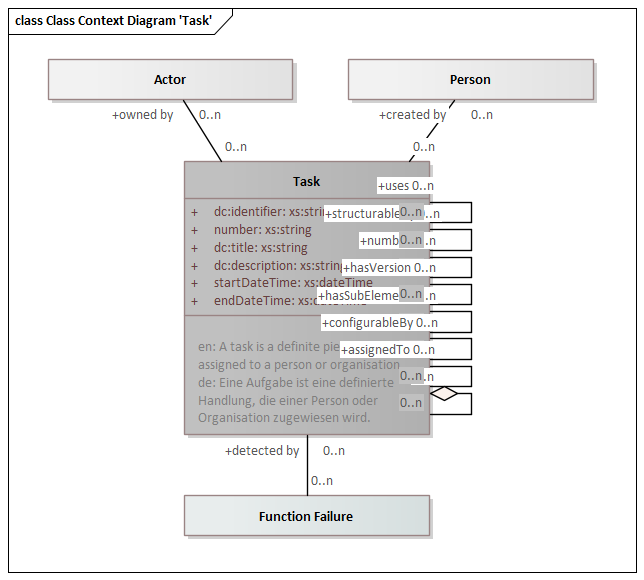 class Class Context Diagram 'Task'
Actor
Person
+owned by 0..n
+created by 0..n
0..n
0..n
Task
+uses 0..n
+ dc:identifier: xs:stri
+structurable 0..n ..n
+ number: xs:string
+ dc:title: xs:string
+numb 0..n .n
+ dc:description: xs:string
+hasVersion 0..n
+ startDateTime: xs:dateTime
+hasSubEleme 0..n .n
+ endDateTime: xs:dateTime
+configurableBy 0..n
en: A task is a definite pie
+assignedTo 0..n
assigned to a person or organisation
0..n .n
de: Eine Aufgabe ist eine definierte
Handlung, die einer Person oder
0..n
Organisation zugewiesen wird.
+detected by 0..n
0..n
Function Failure